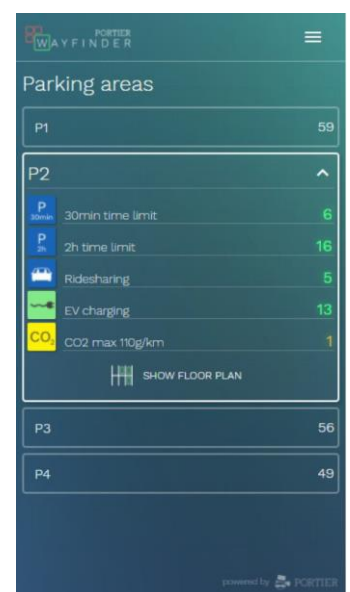 PORTIER
WAYFINDER
Parking areas
P1 59
P2
P 30min 30min time limit 6
P 2h 2h time limit 16
Ridesharing 5
EV charging 13
CO₂ CO2 max 110g/km 1
SHOW FLOOR PLAN
P3 56
P4 49
powered by PORTIER